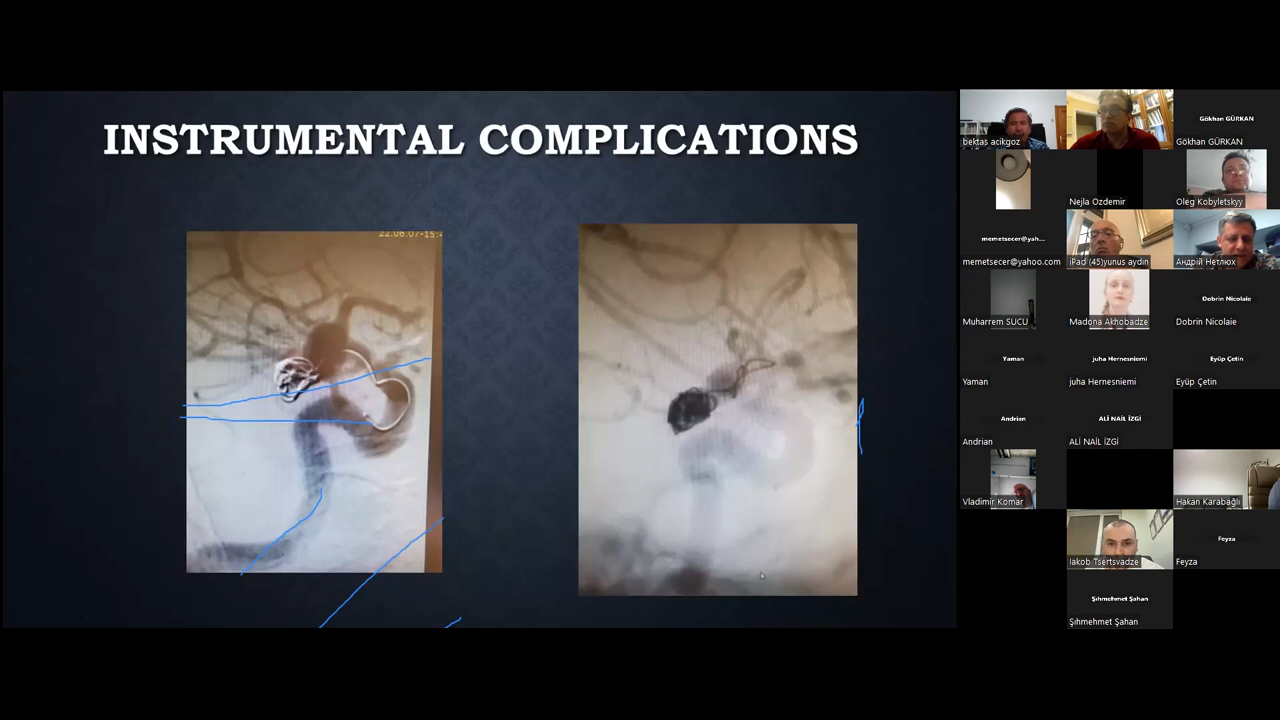 INSTRUMENTAL COMPLICATIONS
22.06.07-15:4
bektas acikgoz
Gökhan GÜRKAN
Gökhan GÜRKAN
Nejla Ozdemir
Oleg Kobyletskyy
memetsecer@yah...
memetsecer@yahoo.com
iPad (45)yunus aydın
Андрій Нетлюх
Muharrem SUCU
Madona Akhobadze
Dobrin Nicolaie
Dobrin Nicolaie
Yaman
Yaman
juha Hernesniemi
juha Hernesniemi
Eyüp Çetin
Eyüp Çetin
Andrian
Andrian
ALİ NAİL İZGİ
ALİ NAİL İZGİ
Vladimir Komar
Hakan Karabağlı
Iakob Tsertsvadze
Feyza
Feyza
Şıhmehmet Şahan
Şıhmehmet Şahan